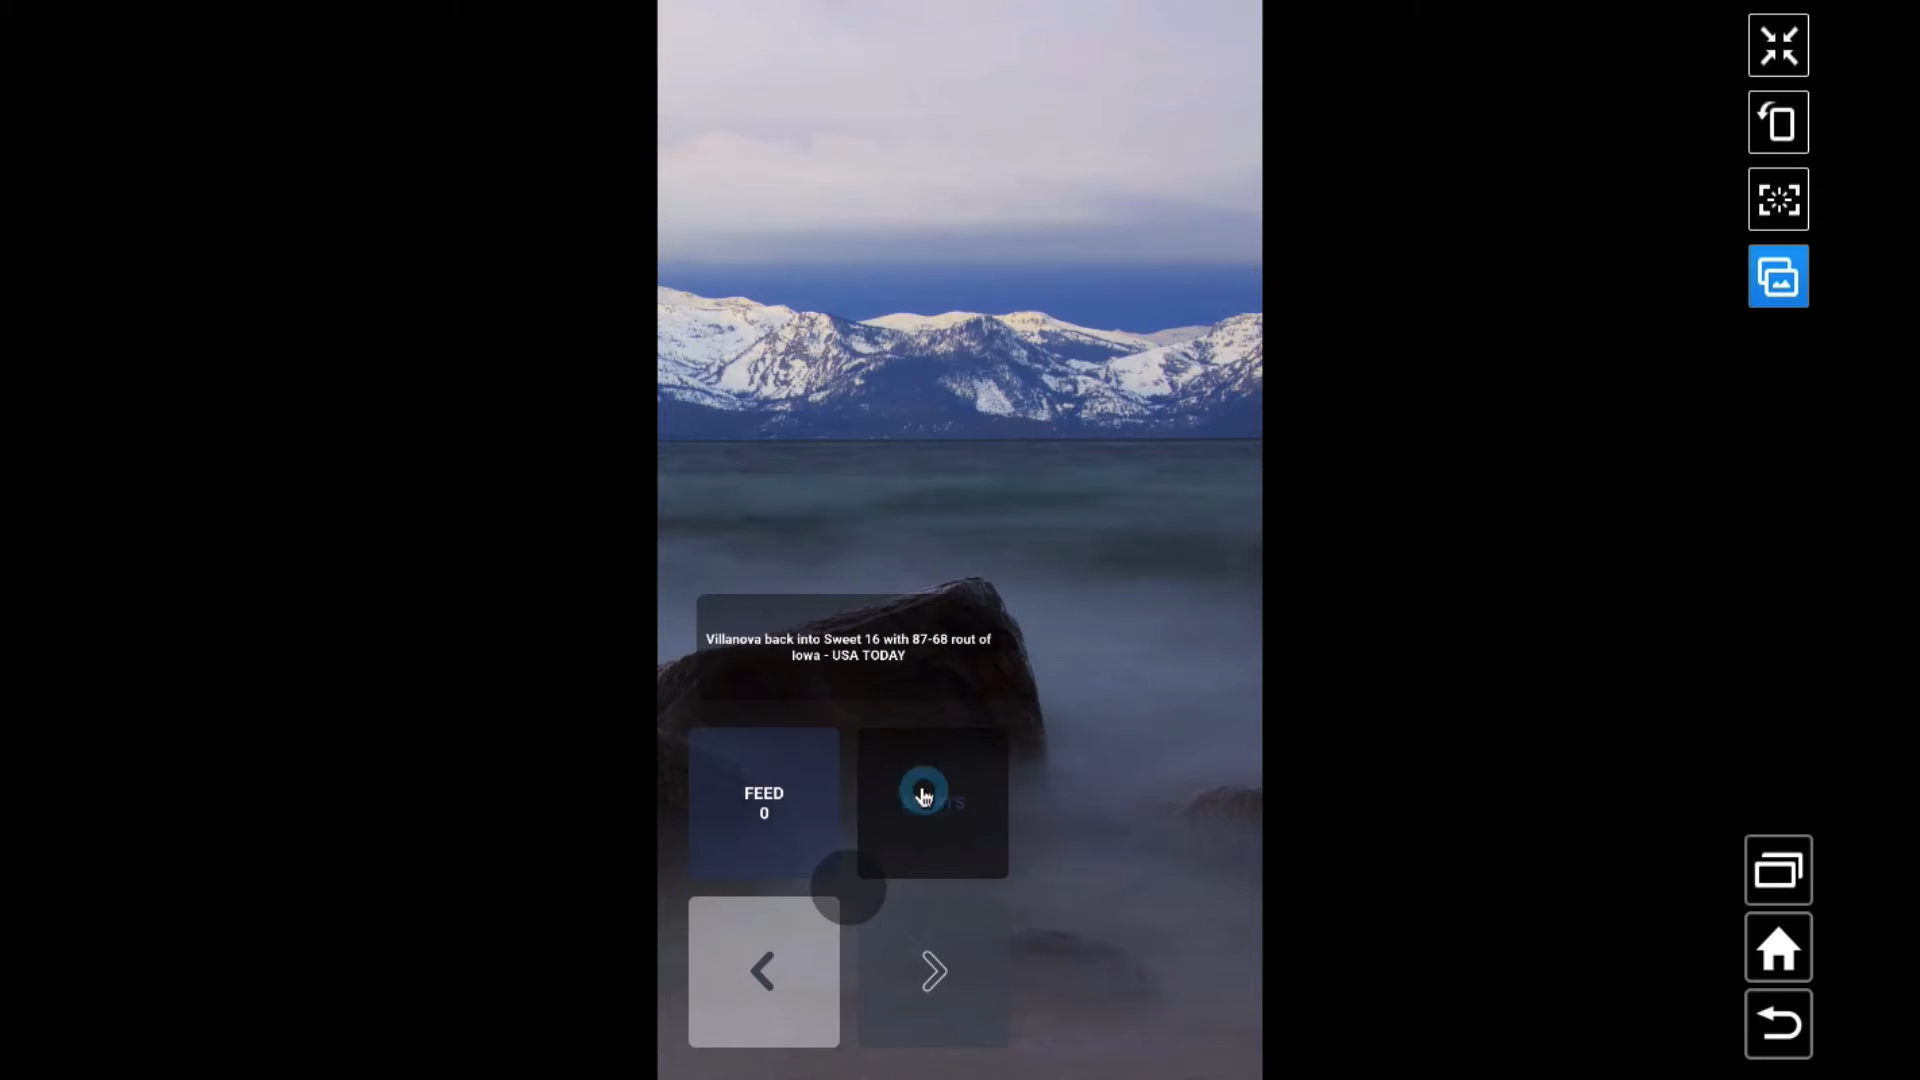 Villanova back into Sweet 16 with 87-68 rout of
Iowa - USA TODAY
FEED
0